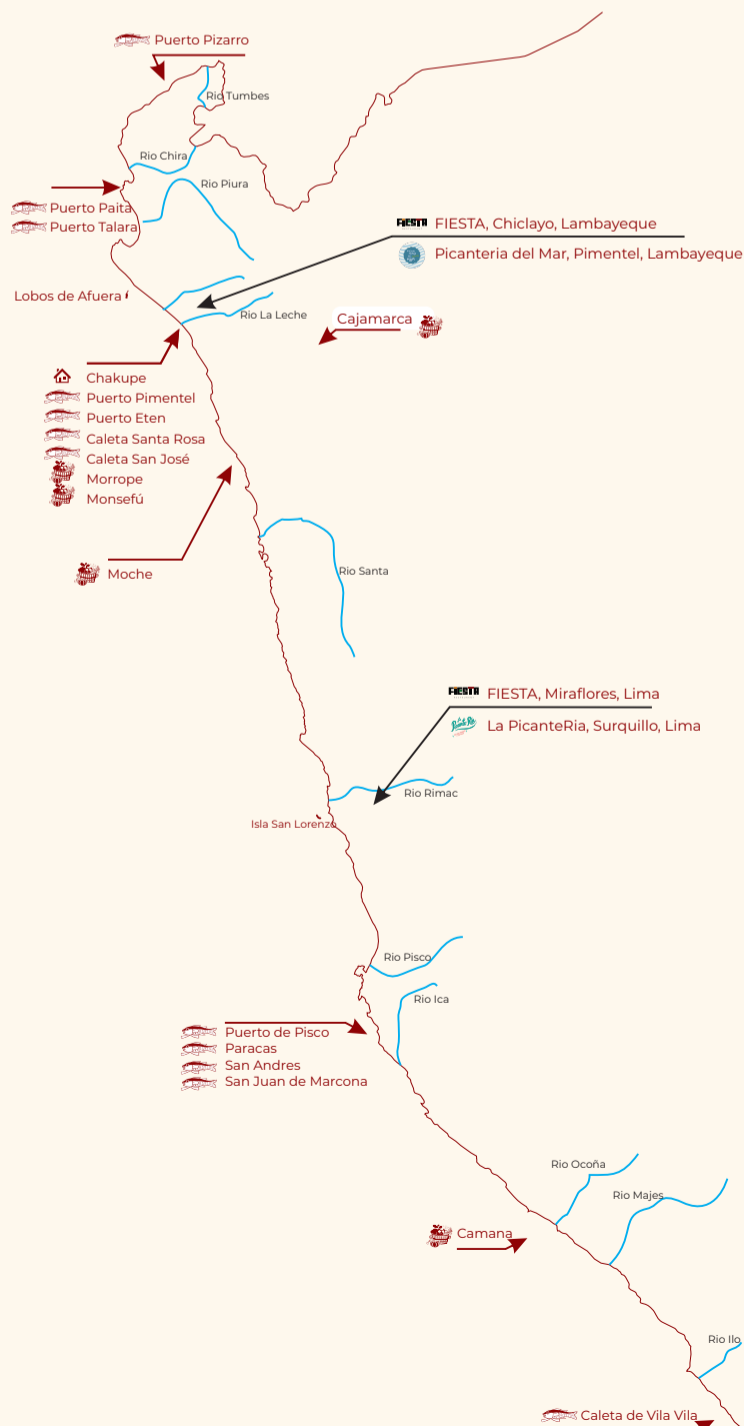 Puerto Pizarro
Rio Tumbes
Rio Chira
Rio Piura
Puerto Paita
Puerto Talara
FIESTA FIESTA, Chiclayo, Lambayeque
Picanteria del Mar, Pimentel, Lambayeque
Lobos de Afuera
Rio La Leche
Cajamarca
Chakupe
Puerto Pimentel
Puerto Eten
Caleta Santa Rosa
Caleta San José
Morrope
Monsefú
Moche
Rio Santa
FIESTA FIESTA, Miraflores, Lima
La PicanteRia, Surquillo, Lima
Rio Rimac
Isla San Lorenzo
Rio Pisco
Rio Ica
Puerto de Pisco
Paracas
San Andres
San Juan de Marcona
Rio Ocoña
Rio Majes
Camana
Rio Ilo
Caleta de Vila Vila